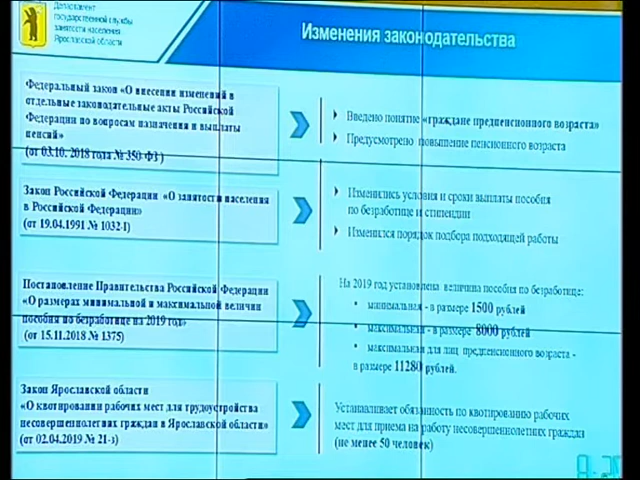 Департамент
государственной службы
занятости населения
Ярославской области
Изменения законодательства
Федеральный закон «О внесении изменений в
отдельные законодательные акты Российской
Федерации по вопросам назначения и выплаты
пенсий»
(от 03.10. 2018 года № 350-ФЗ )
Введено понятие «граждане предпенсионного возраста»
Предусмотрено повышение пенсионного возраста
Закон Российской Федерации «О занятости населения
в Российской Федерации»
(от 19.04.1991 № 1032-1)
Изменились условия и сроки выплаты пособия
по безработице и стипендии
Изменился порядок подбора подходящей работы
Постановление Правительства Российской Федерации
«О размерах минимальной и максимальной величин
пособия по безработице на 2019 год»
(от 15.11.2018 № 1375)
На 2019 год установлена величина пособия по безработице:
• минимальная - в размере 1500 рублей
• максимальная - в размере 8000 рублей
• максимальная для лиц предпенсионного возраста -
в размере 11280 рублей.
Закон Ярославской области
«О квотировании рабочих мест для трудоустройства
несовершеннолетних граждан в Ярославской области»
(от 02.04.2019 № 21-з)
Устанавливает обязанность по квотированию рабочих
мест для приема на работу несовершеннолетних граждан
(не менее 50 человек)